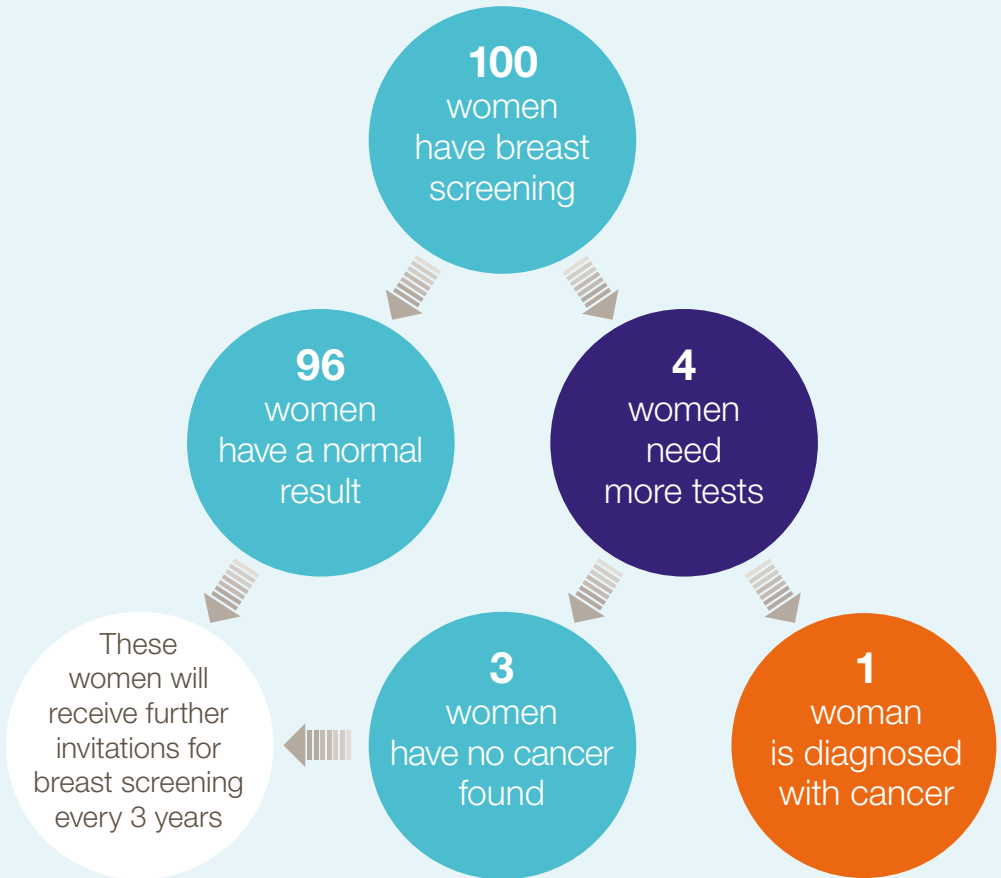 100
women
have breast
screening
96
women
have a normal
result
4
women
need
more tests
These
women will
receive further
invitations for
breast screening
every 3 years
3
women
have no cancer
found
1
woman
is diagnosed
with cancer